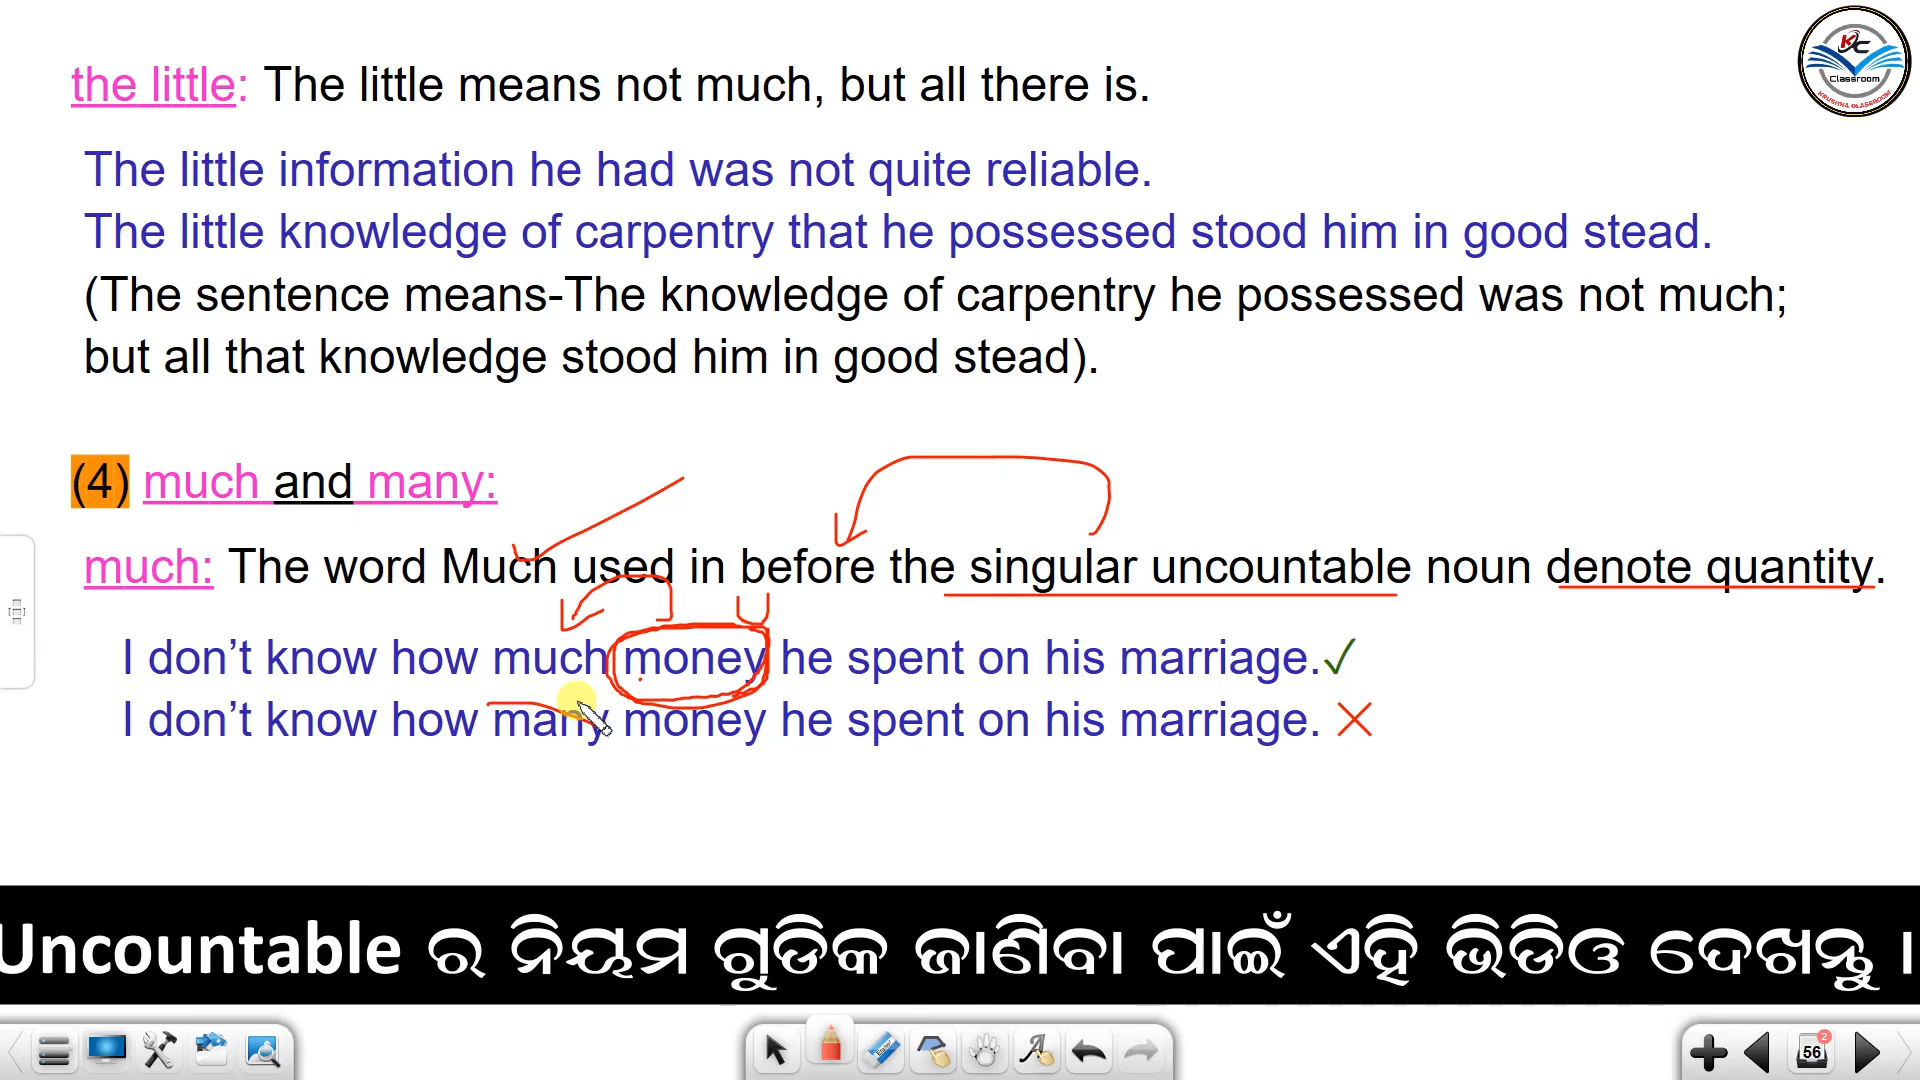 the little: The little means not much, but all there is.
The little information he had was not quite reliable.
The little knowledge of carpentry that he possessed stood him in good stead.
(The sentence means-The knowledge of carpentry he possessed was not much;
but all that knowledge stood him in good stead).
(4) much and many:
much: The word Much used in before the singular uncountable noun denote quantity.
I don’t know how much money he spent on his marriage.✓
I don’t know how many money he spent on his marriage. ✕
Uncountable ର ନିୟମ ଗୁଡିକ ଜାଣିବା ପାଇଁ ଏହି ଭିଡିଓ ଦେଖନ୍ତୁ ।
KC
Classroom
KRUSHNA CLASSROOM
Eraser
A
56
2